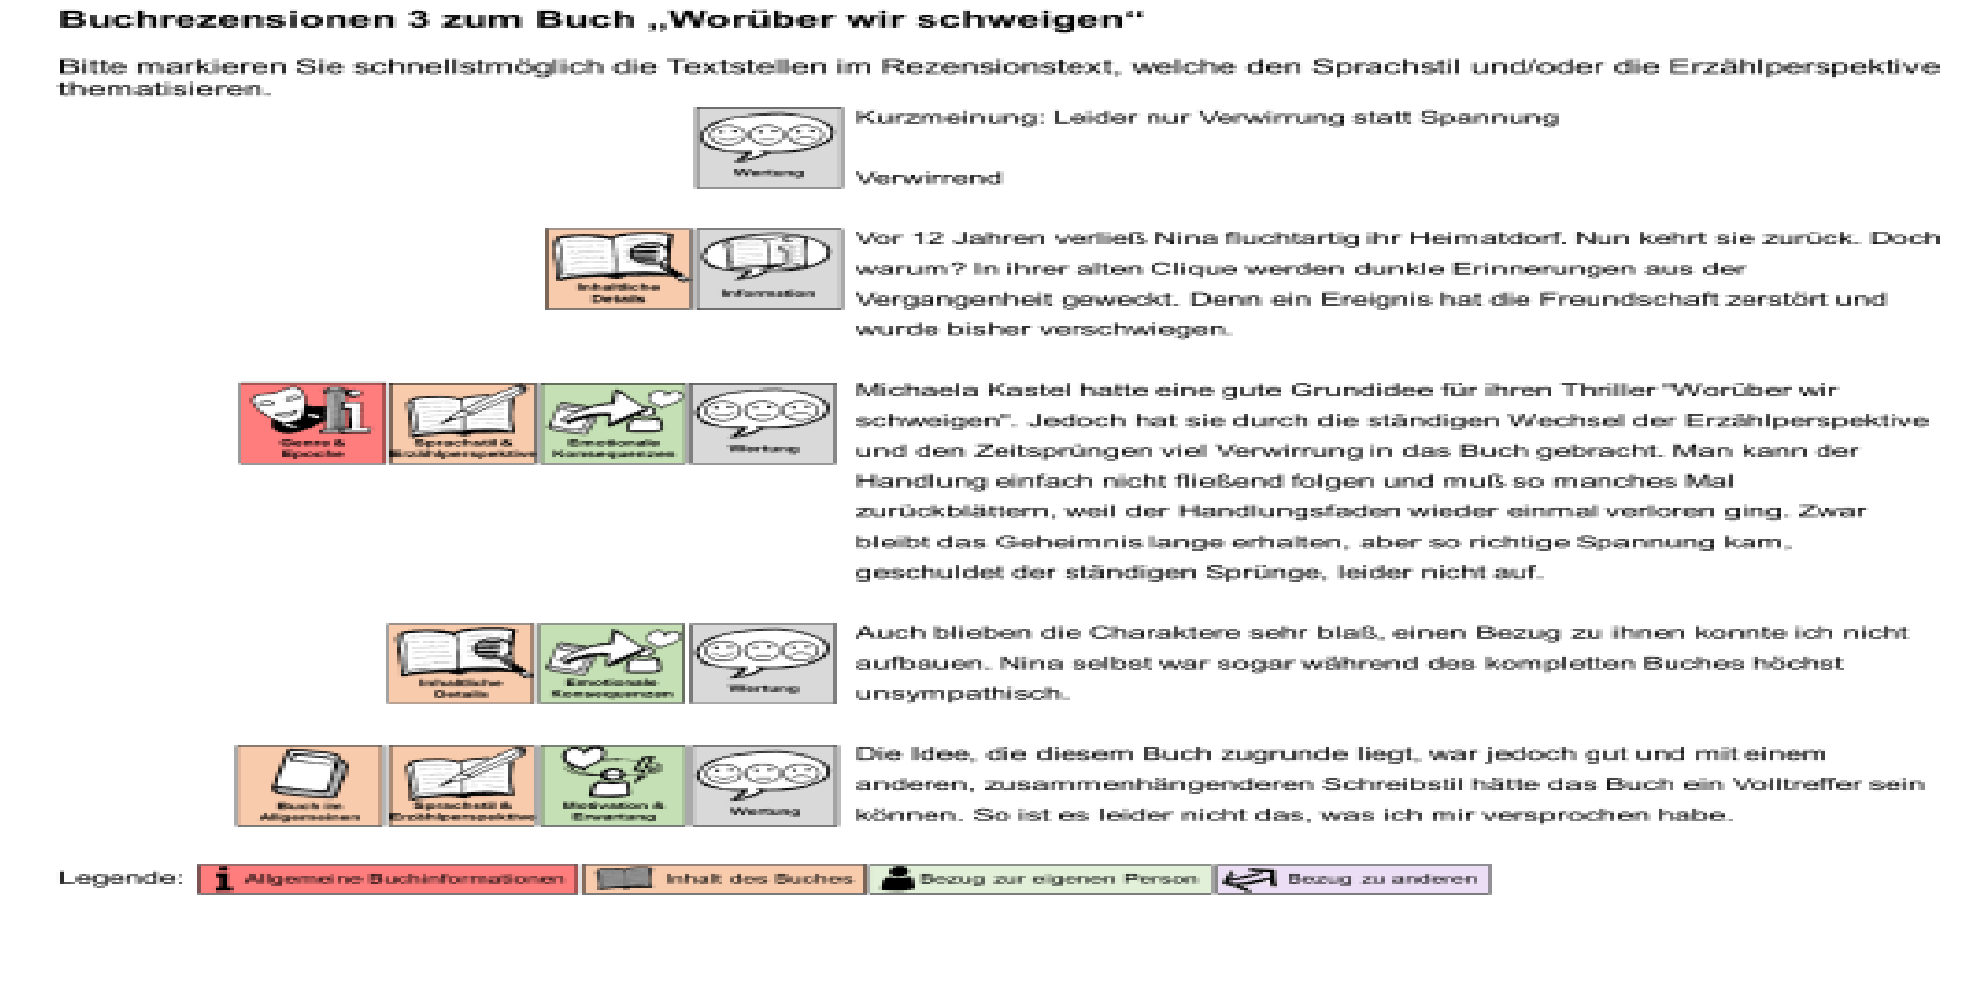 Buchrezensionen 3 zum Buch „Worüber wir schweigen“
Bitte markieren Sie schnellstmöglich die Textstellen im Rezensionstext, welche den Sprachstil und/oder die Erzählperspektive
thematisieren.
Wertung
Kurzmeinung: Leider nur Verwirrung statt Spannung
Verwirrend
Inhaltliche
Details
Information
Vor 12 Jahren verließ Nina fluchtartig ihr Heimatdorf. Nun kehrt sie zurück. Doch
warum? In ihrer alten Clique werden dunkle Erinnerungen aus der
Vergangenheit geweckt. Denn ein Ereignis hat die Freundschaft zerstört und
wurde bisher verschwiegen.
Genre &
Epoche
Sprachstil &
Erzählperspektive
Emotionale
Konsequenzen
Wertung
Michaela Kastel hatte eine gute Grundidee für ihren Thriller "Worüber wir
schweigen". Jedoch hat sie durch die ständigen Wechsel der Erzählperspektive
und den Zeitsprüngen viel Verwirrung in das Buch gebracht. Man kann der
Handlung einfach nicht fließend folgen und muß so manches Mal
zurückblättern, weil der Handlungsfaden wieder einmal verloren ging. Zwar
bleibt das Geheimnis lange erhalten, aber so richtige Spannung kam,
geschuldet der ständigen Sprünge, leider nicht auf.
Inhaltliche
Details
Emotionale
Konsequenzen
Wertung
Auch blieben die Charaktere sehr blaß, einen Bezug zu ihnen konnte ich nicht
aufbauen. Nina selbst war sogar während des kompletten Buches höchst
unsympathisch.
Buch im
Allgemeinen
Sprachstil &
Erzählperspektive
Motivation &
Erwartung
Wertung
Die Idee, die diesem Buch zugrunde liegt, war jedoch gut und mit einem
anderen, zusammenhängenderen Schreibstil hätte das Buch ein Volltreffer sein
können. So ist es leider nicht das, was ich mir versprochen habe.
Legende: i Allgemeine Buchinformationen Inhalt des Buches Bezug zur eigenen Person Bezug zu anderen